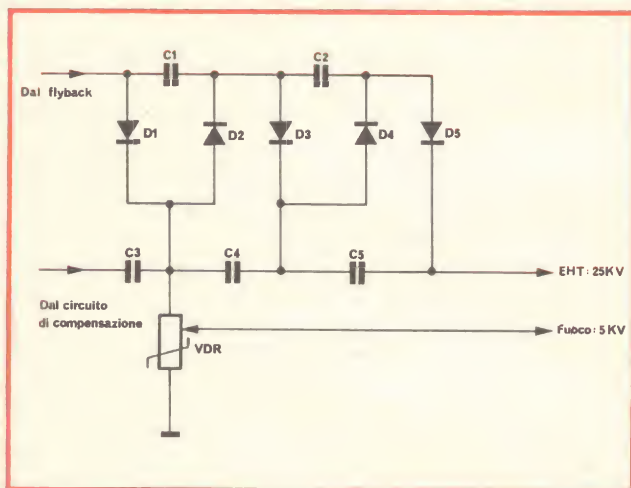 C1
C2
Dal flyback
D1
D2
D3
D4
D5
C3
C4
C5
EHT: 25KV
Dal circuito
di compensazione
Fuoco: 5KV
VDR